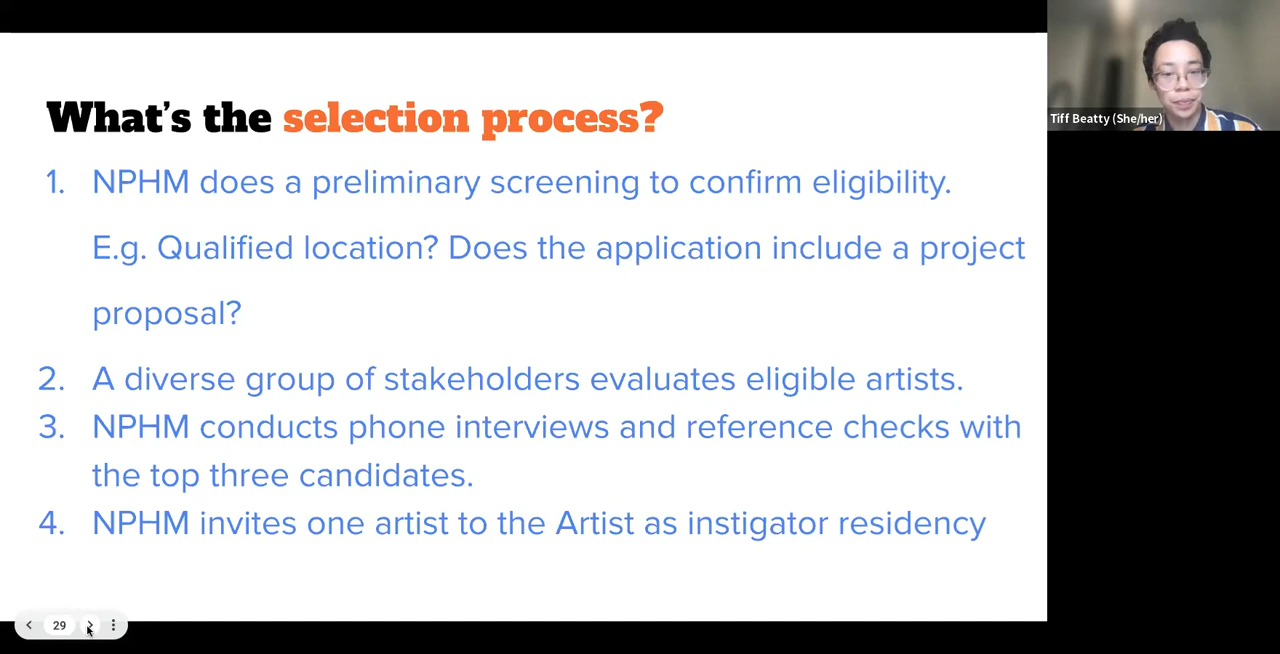 What's the selection process?
1. NPHM does a preliminary screening to confirm eligibility.
E.g. Qualified location? Does the application include a project
proposal?
2. A diverse group of stakeholders evaluates eligible artists.
3. NPHM conducts phone interviews and reference checks with
the top three candidates.
4. NPHM invites one artist to the Artist as instigator residency
Tiff Beatty (She/her)
29